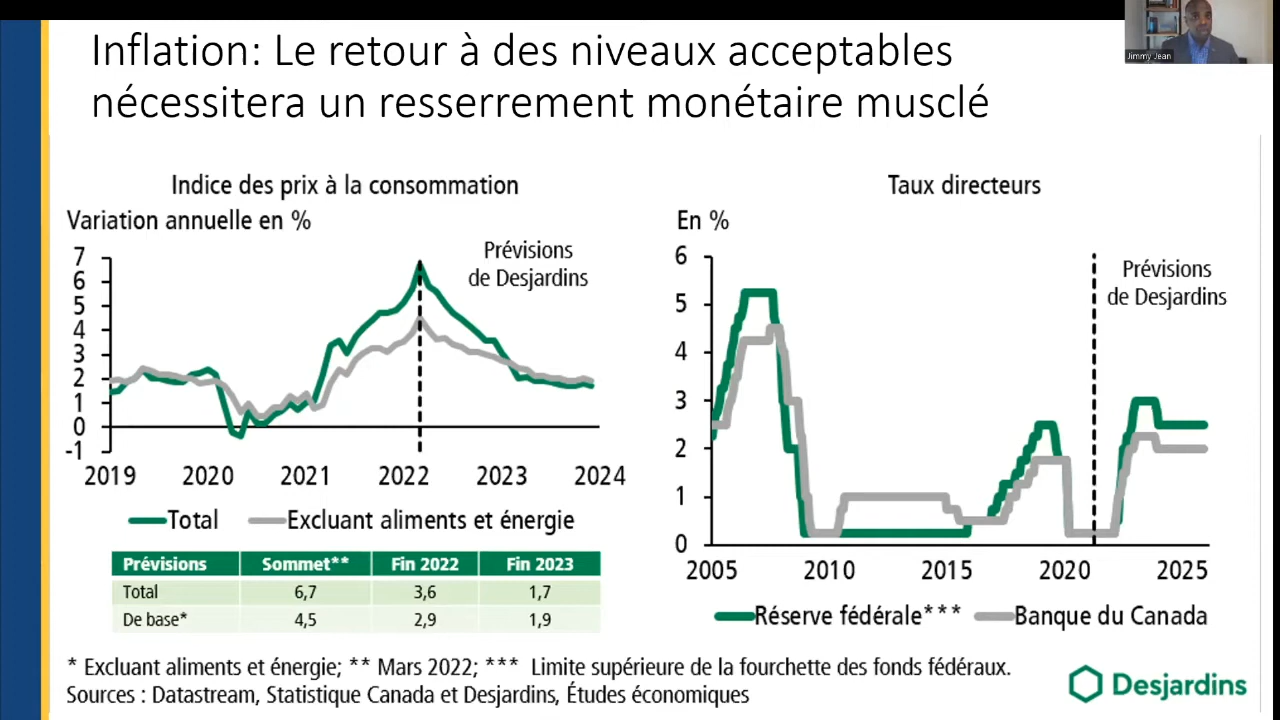 Inflation: Le retour à des niveaux acceptables
nécessitera un resserrement monétaire musclé
Jimmy Jean
Indice des prix à la consommation
Variation annuelle en %
Prévisions
de Desjardins
7
6
5
4
3
2
1
0
-1
2019 2020 2021 2022 2023 2024
Total Excluant aliments et énergie
Prévisions Sommet** Fin 2022 Fin 2023
Total 6,7 3,6 1,7
De base* 4,5 2,9 1,9
Taux directeurs
En %
Prévisions
de Desjardins
6
5
4
3
2
1
0
2005 2010 2015 2020 2025
Réserve fédérale*** Banque du Canada
* Excluant aliments et énergie; ** Mars 2022; *** Limite supérieure de la fourchette des fonds fédéraux.
Sources : Datastream, Statistique Canada et Desjardins, Études économiques
Desjardins